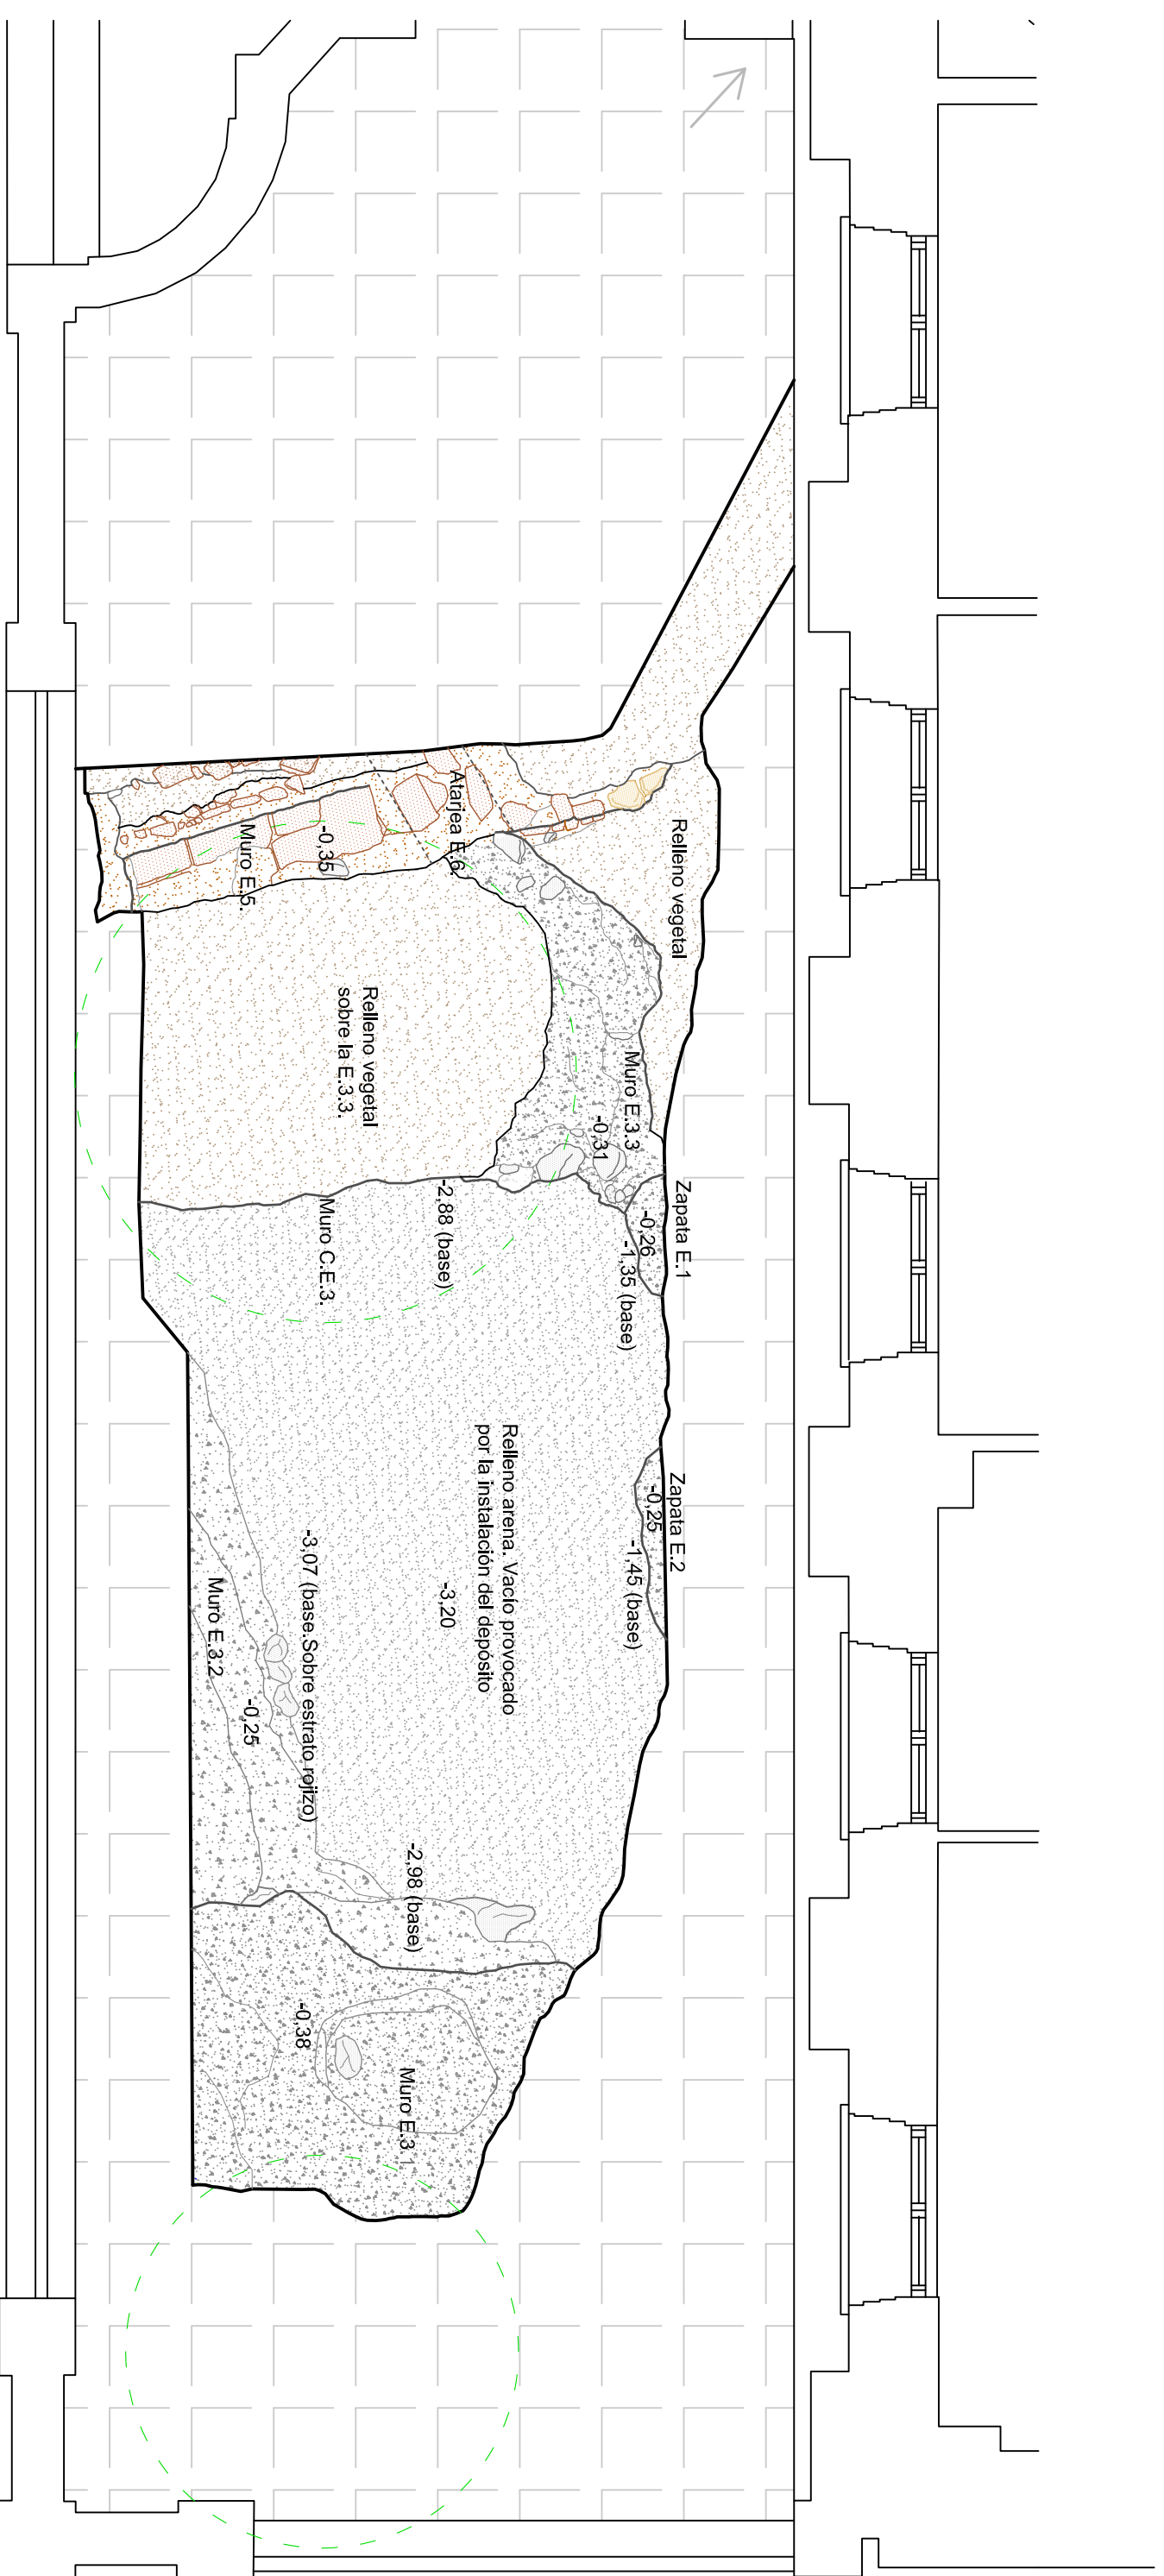 Relleno vegetal
Atarjea E.6.
-0,35
Muro E.5.
Relleno vegetal
sobre la E.3.3.
Muro E.3.3
-0,31
Zapata E.1
-0,26
-1,35 (base)
-2,88 (base)
Muro C.E.3.
Zapata E.2
-0,25
-1,45 (base)
Relleno arena. Vacío provocado
por la instalación del depósito
-3,20
-3,07 (base.Sobre estrato rojizo)
Muro E.3.2
-0,25
-2,98 (base)
-0,38
Muro E.3.1